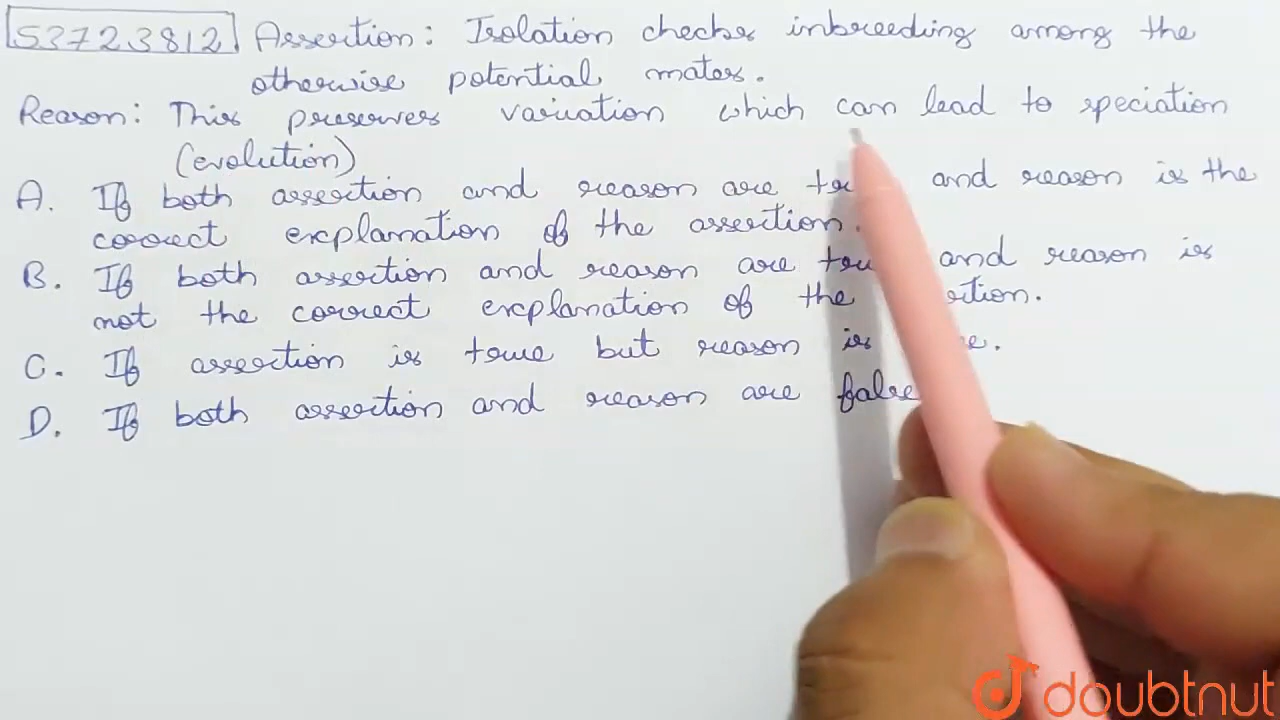 53723812 Assertion: Isolation checks inbreeding among the
otherwise potential mates.
Reason: This preserves variation which can lead to speciation
(evolution)
A. If both assertion and reason are and reason is the
correct explanation of the assertion.
B. If both assertion and reason are and reason is
not the correct explanation of the
C. If assertion is true but reason is
D. If both assertion and reason are false
doubtnut